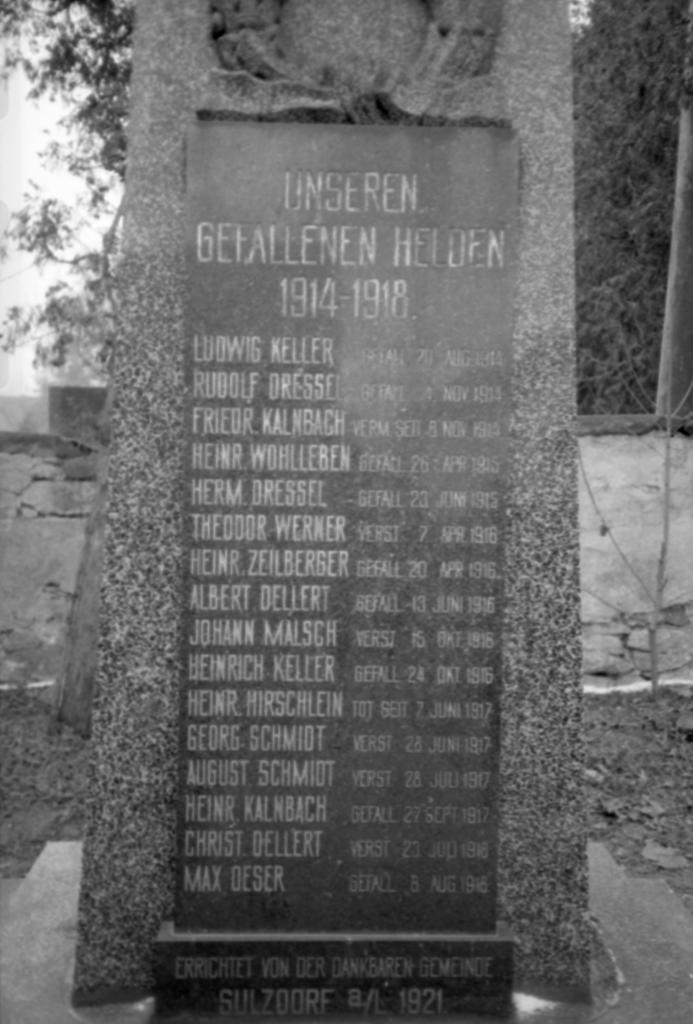 UNSEREN
GEFALLENEN HELDEN
1914-1918.
LUDWIG KELLER GEFALL. 20. AUG. 1914
RUDOLF DRESSEL GEFALL. 4. NOV. 1914
FRIEDR. KALNBACH VERM. SEIT 8. NOV. 1914
HEINR. WOHLLEBEN GEFALL. 26. APR. 1915
HERM. DRESSEL GEFALL. 23. JUNI 1915
THEODOR WERNER VERST. 7. APR. 1916
HEINR. ZEILBERGER GEFALL. 20. APR. 1916.
ALBERT DELLERT GEFALL. 13. JUNI 1916
JOHANN MALSCH VERST. 15. OKT. 1916
HEINRICH KELLER GEFALL. 24. OKT. 1916
HEINR. HIRSCHLEIN TOT SEIT 7. JUNI 1917
GEORG SCHMIDT VERST. 28. JUNI 1917
AUGUST SCHMIDT VERST. 28. JULI 1917
HEINR. KALNBACH GEFALL. 27. SEPT. 1917
CHRIST. DELLERT VERST. 23. JULI 1918
MAX DESER GEFALL. 8. AUG. 1918
ERRICHTET VON DER DANKBAREN GEMEINDE
SULZDORF a/L. 1921.